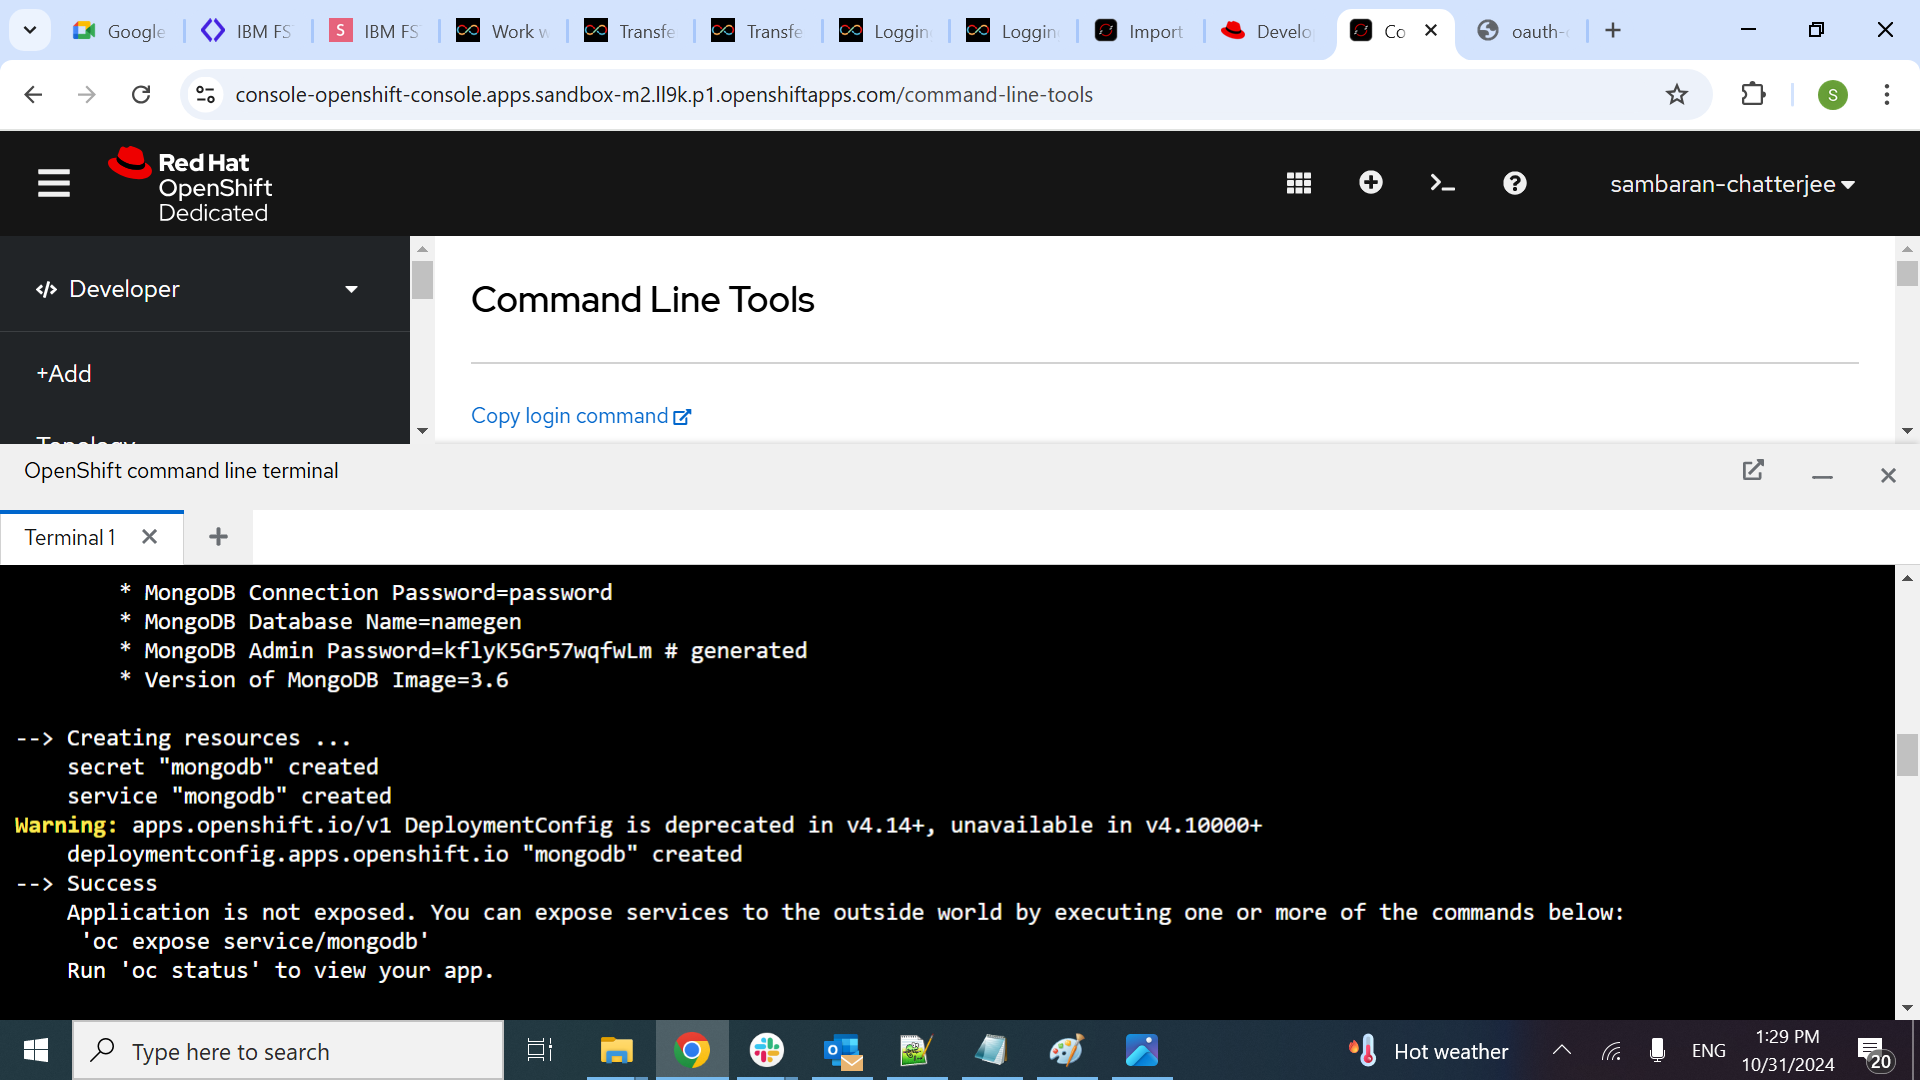 Google
IBM FS
S IBM FS
Work w
Transfe
Transfe
Loggin
Loggin
Import
Develo
Co
oauth-
console-openshift-console.apps.sandbox-m2.ll9k.p1.openshiftapps.com/command-line-tools
S
Red Hat
OpenShift
Dedicated
sambaran-chatterjee
Developer
Command Line Tools
+Add
Copy login command
Topology
OpenShift command line terminal
Terminal 1
* MongoDB Connection Password=password
* MongoDB Database Name=namegen
* MongoDB Admin Password=kflyK5Gr57wqfwLm # generated
* Version of MongoDB Image=3.6
--> Creating resources ...
secret "mongodb" created
service "mongodb" created
Warning: apps.openshift.io/v1 DeploymentConfig is deprecated in v4.14+, unavailable in v4.10000+
deploymentconfig.apps.openshift.io "mongodb" created
--> Success
Application is not exposed. You can expose services to the outside world by executing one or more of the commands below:
'oc expose service/mongodb'
Run 'oc status' to view your app.
Type here to search
Hot weather
ENG
1:29 PM
10/31/2024
20